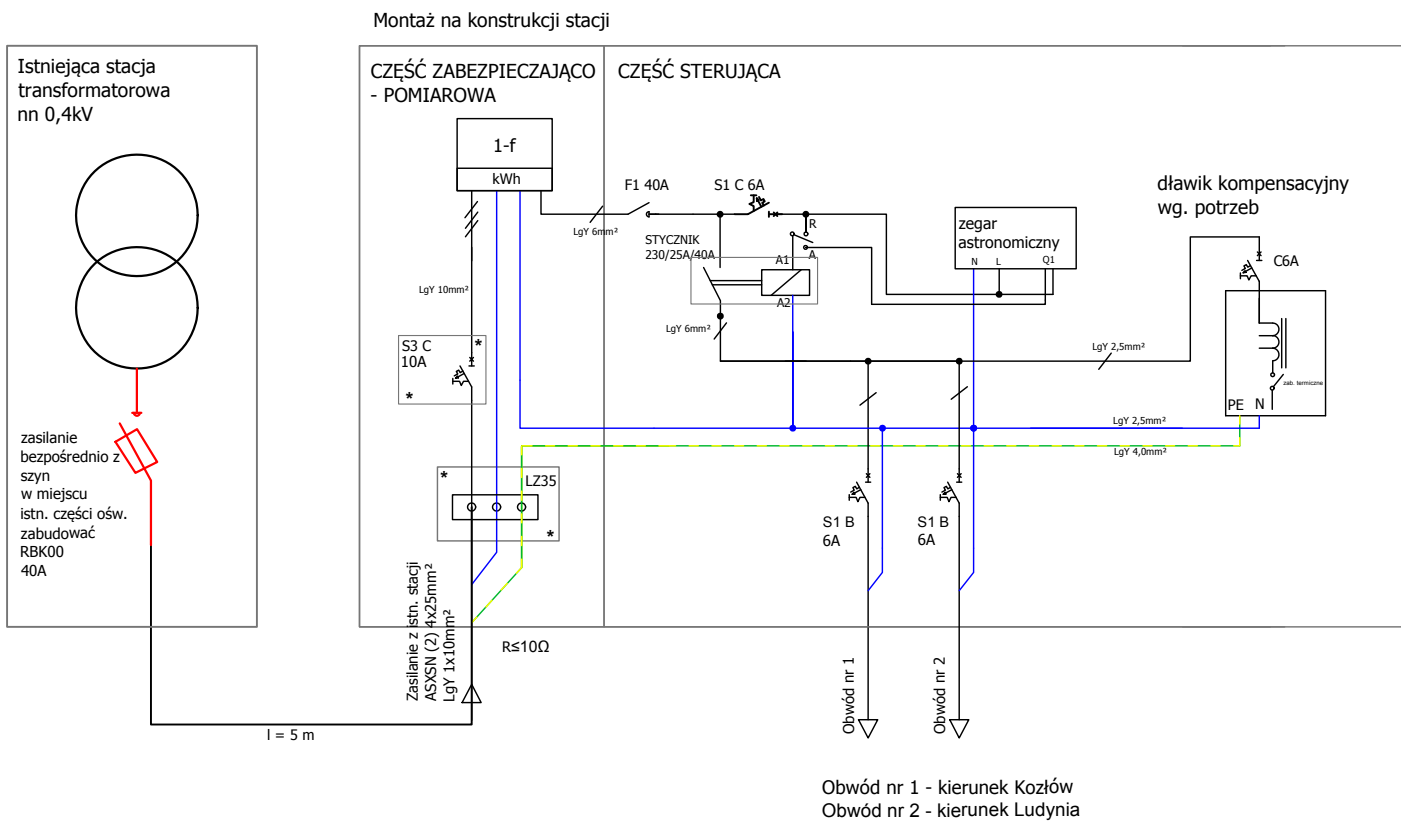 Montaż na konstrukcji stacji
Istniejąca stacja
transformatorowa
nn 0,4kV
zasilanie
bezpośrednio z
szyn
w miejscu
istn. części ośw.
zabudować
RBK00
40A
l = 5 m
CZĘŚĆ ZABEZPIECZAJĄCO
- POMIAROWA
1-f
kWh
LgY 10mm²
S3 C
10A
*
*
*
LZ35
*
Zasilanie z istn. stacji
ASXSN (2) 4x25mm²
LgY 1x10mm²
R≤10Ω
CZĘŚĆ STERUJĄCA
F1 40A
S1 C 6A
LgY 6mm²
STYCZNIK
230/25A/40A
R
A
A1
A2
LgY 6mm²
zegar
astronomiczny
N L Q1
dławik kompensacyjny
wg. potrzeb
C6A
zab. termiczne
PE N
LgY 2,5mm²
LgY 2,5mm²
LgY 4,0mm²
S1 B
6A
S1 B
6A
Obwód nr 1
Obwód nr 2
Obwód nr 1 - kierunek Kozłów
Obwód nr 2 - kierunek Ludynia